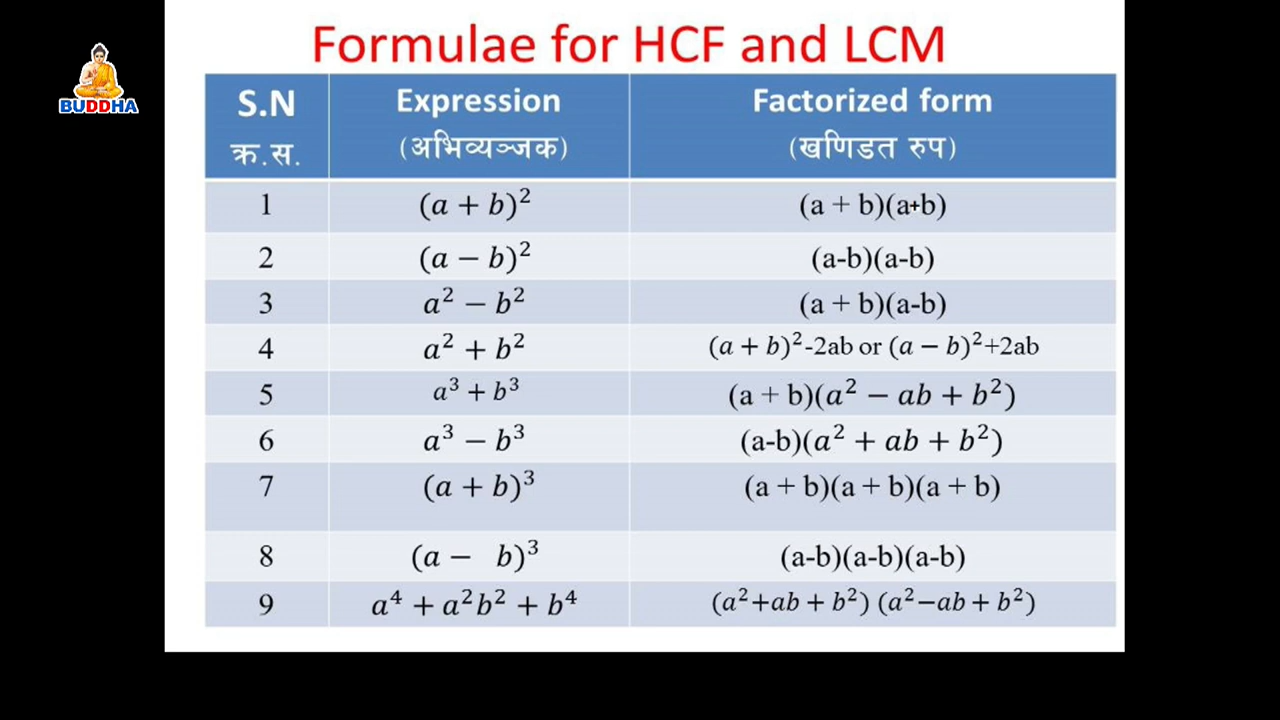 BUDDHA
Formulae for HCF and LCM
S.N Expression Factorized form
क्र.स. (अभिव्यञ्जक) (खण्डित रुप)
1 (a + b)² (a + b)(a+b)
2 (a − b)² (a-b)(a-b)
3 a² − b² (a + b)(a-b)
4 a² + b² (a + b)²-2ab or (a − b)²+2ab
5 a³ + b³ (a + b)(a² − ab + b²)
6 a³ − b³ (a-b)(a² + ab + b²)
7 (a + b)³ (a + b)(a + b)(a + b)
8 (a − b)³ (a-b)(a-b)(a-b)
9 a⁴ + a²b² + b⁴ (a²+ab + b²) (a²−ab + b²)